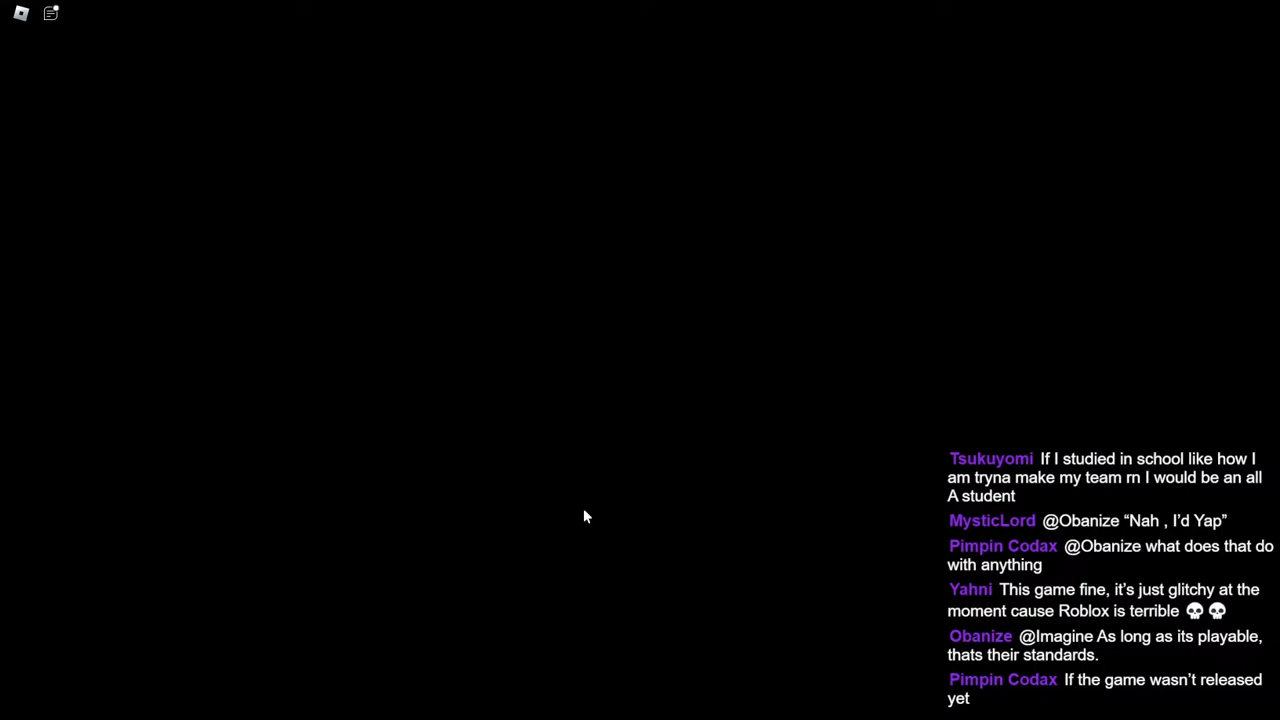 Tsukuyomi If I studied in school like how I
am tryna make my team rn I would be an all
A student
MysticLord @Obanize “Nah , I’d Yap”
Pimpin Codax @Obanize what does that do
with anything
Yahni This game fine, it’s just glitchy at the
moment cause Roblox is terrible 💀💀
Obanize @Imagine As long as its playable,
thats their standards.
Pimpin Codax If the game wasn’t released
yet